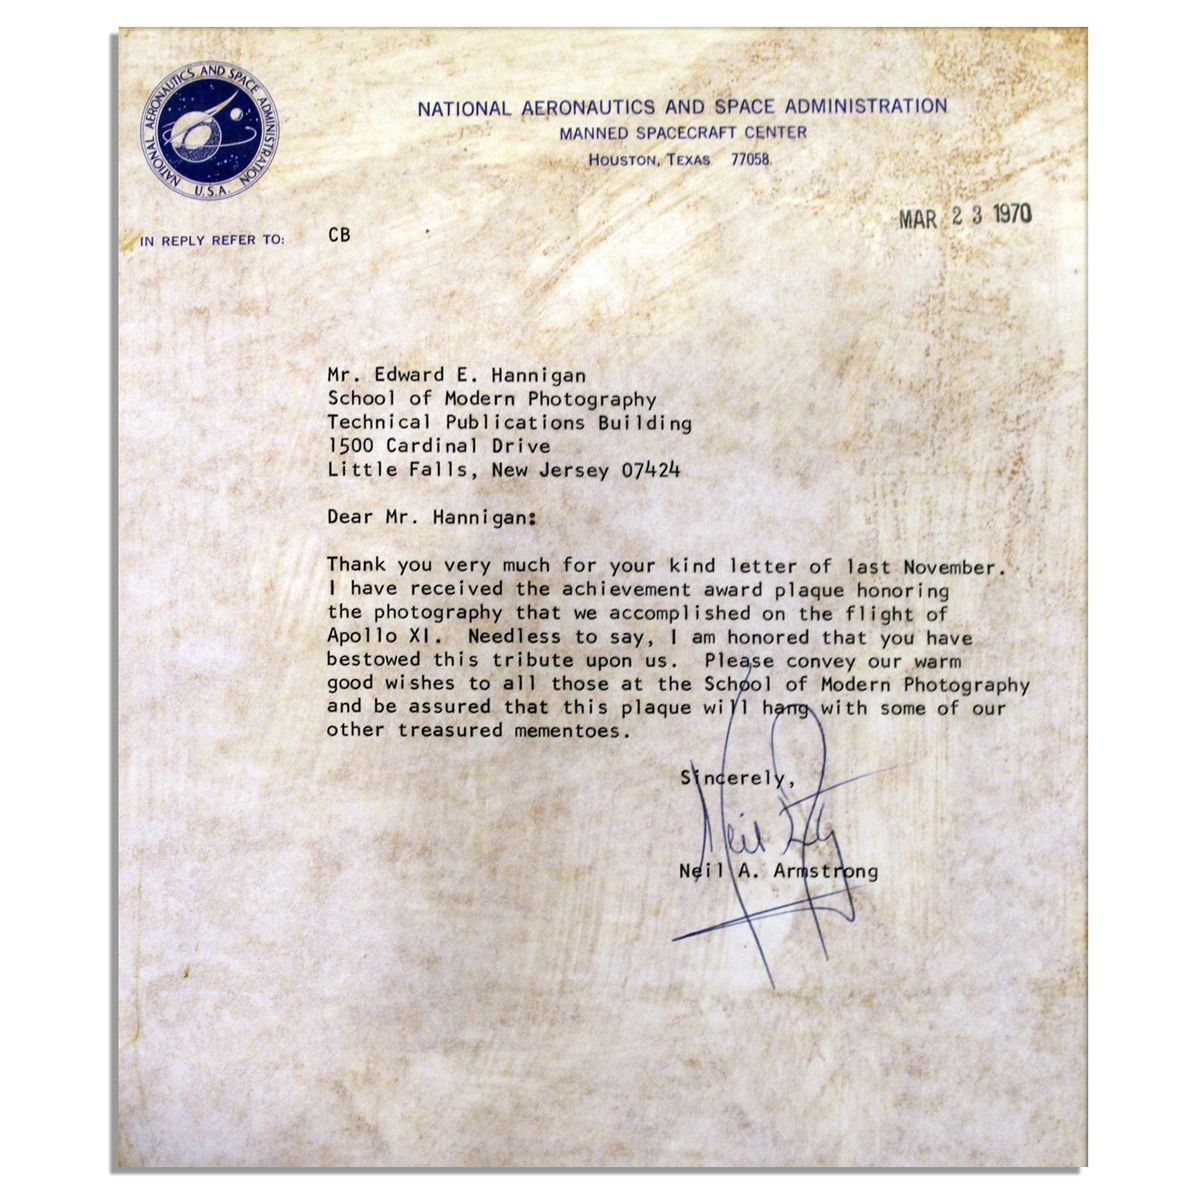 NATIONAL AERONAUTICS AND SPACE ADMINISTRATION
U.S.A.
NATIONAL AERONAUTICS AND SPACE ADMINISTRATION
MANNED SPACECRAFT CENTER
HOUSTON, TEXAS 77058
MAR 23 1970
IN REPLY REFER TO: CB
Mr. Edward E. Hannigan
School of Modern Photography
Technical Publications Building
1500 Cardinal Drive
Little Falls, New Jersey 07424
Dear Mr. Hannigan:
Thank you very much for your kind letter of last November.
I have received the achievement award plaque honoring
the photography that we accomplished on the flight of
Apollo XI. Needless to say, I am honored that you have
bestowed this tribute upon us. Please convey our warm
good wishes to all those at the School of Modern Photography
and be assured that this plaque will hang with some of our
other treasured mementoes.
Sincerely,
Neil
Neil A. Armstrong